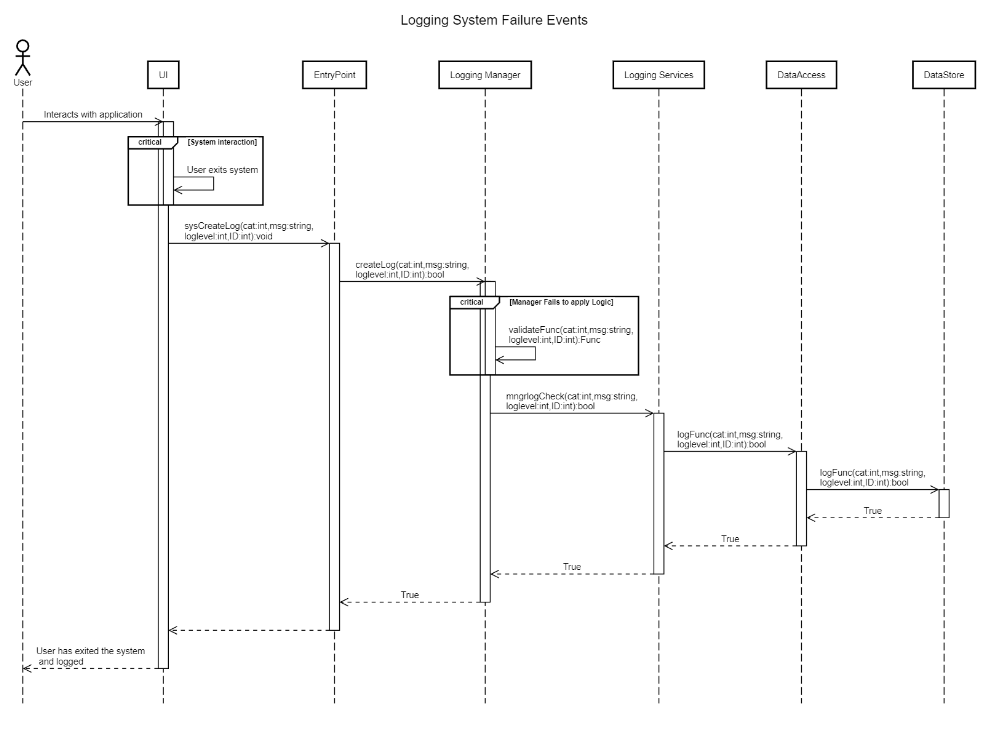 Logging System Failure Events
User
UI
EntryPoint
Logging Manager
Logging Services
DataAccess
DataStore
Interacts with application
critical
[System interaction]
User exits system
sysCreateLog(cat:int,msg:string,
loglevel:int,ID:int):void
createLog(cat:int,msg:string,
loglevel:int,ID:int):bool
critical
[Manager Fails to apply Logic]
validateFunc(cat:int,msg:string,
loglevel:int,ID:int):Func
mngrlogCheck(cat:int,msg:string,
loglevel:int,ID:int):bool
logFunc(cat:int,msg:string,
loglevel:int,ID:int):bool
logFunc(cat:int,msg:string,
loglevel:int,ID:int):bool
True
True
True
True
User has exited the system
and logged